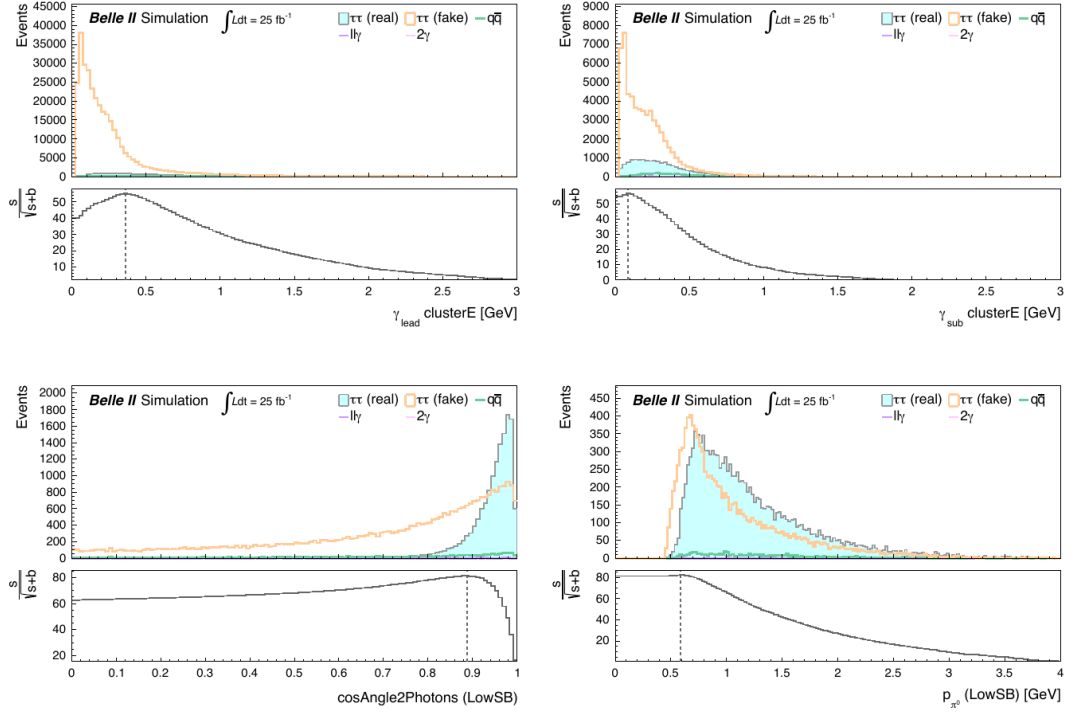 Events
45000
40000
35000
30000
25000
20000
15000
10000
5000
0
Belle II Simulation ∫Ldt = 25 fb⁻¹ ττ (real) ττ (fake) qq̅
llγ 2γ
s/√s+b
50
40
30
20
10
0 0.5 1 1.5 2 2.5 3
γlead clusterE [GeV]
Events
9000
8000
7000
6000
5000
4000
3000
2000
1000
0
Belle II Simulation ∫Ldt = 25 fb⁻¹ ττ (real) ττ (fake) qq̅
llγ 2γ
s/√s+b
50
40
30
20
10
0
0 0.5 1 1.5 2 2.5 3
γsub clusterE [GeV]
Events
2000
1800
1600
1400
1200
1000
800
600
400
200
0
Belle II Simulation ∫Ldt = 25 fb⁻¹ ττ (real) ττ (fake) qq̅
llγ 2γ
s/√s+b
80
60
40
20
0 0.1 0.2 0.3 0.4 0.5 0.6 0.7 0.8 0.9 1
cosAngle2Photons (LowSB)
Events
450
400
350
300
250
200
150
100
50
0
Belle II Simulation ∫Ldt = 25 fb⁻¹ ττ (real) ττ (fake) qq̅
llγ 2γ
s/√s+b
80
60
40
20
0 0.5 1 1.5 2 2.5 3 3.5 4
pπ⁰ (LowSB) [GeV]